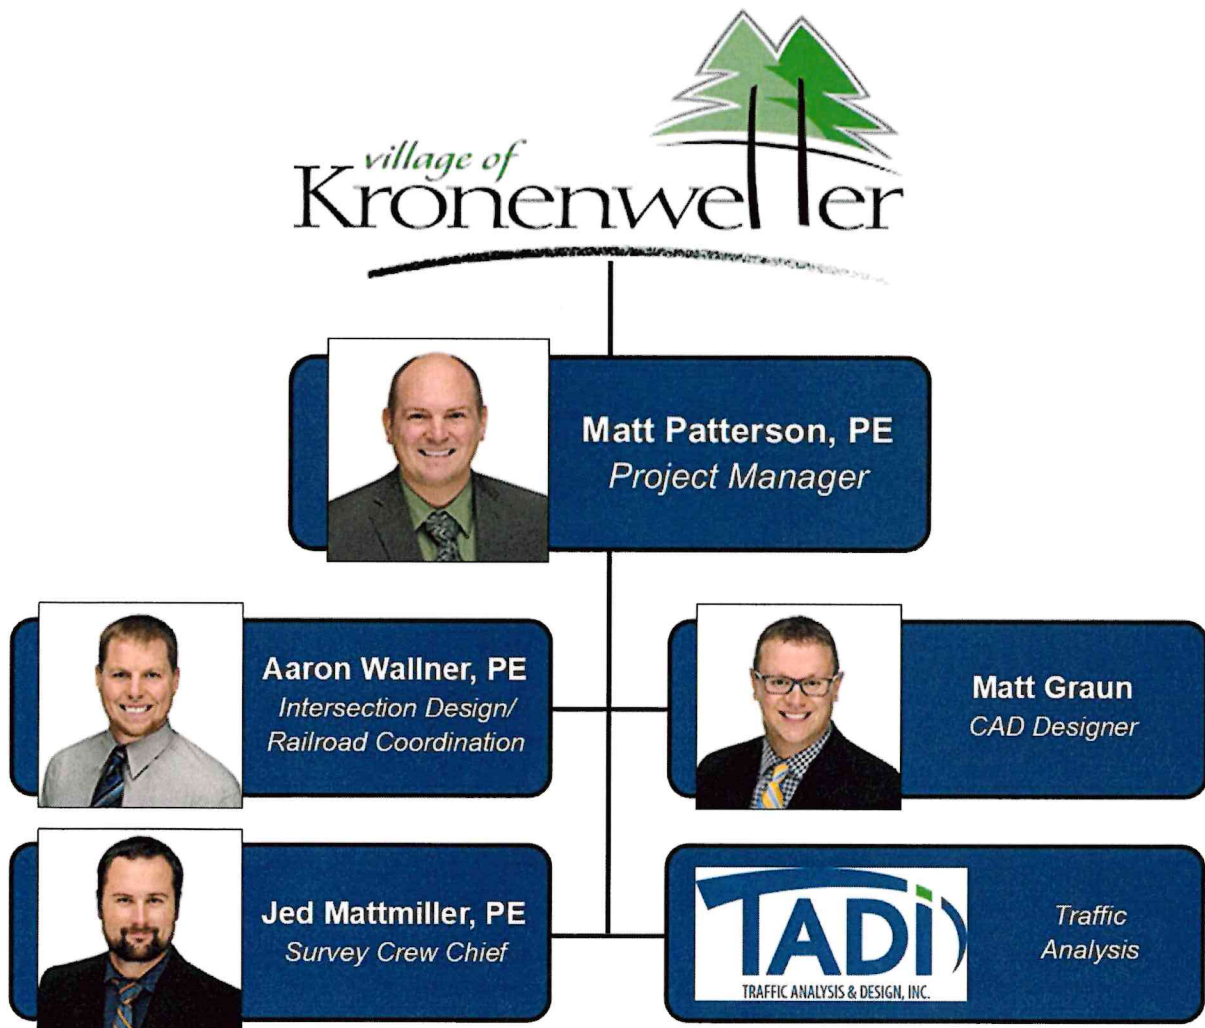 village of
Kronenwetter
Matt Patterson, PE
Project Manager
Aaron Wallner, PE
Intersection Design/
Railroad Coordination
Matt Graun
CAD Designer
Jed Mattmiller, PE
Survey Crew Chief
TADI
TRAFFIC ANALYSIS & DESIGN, INC.
Traffic
Analysis